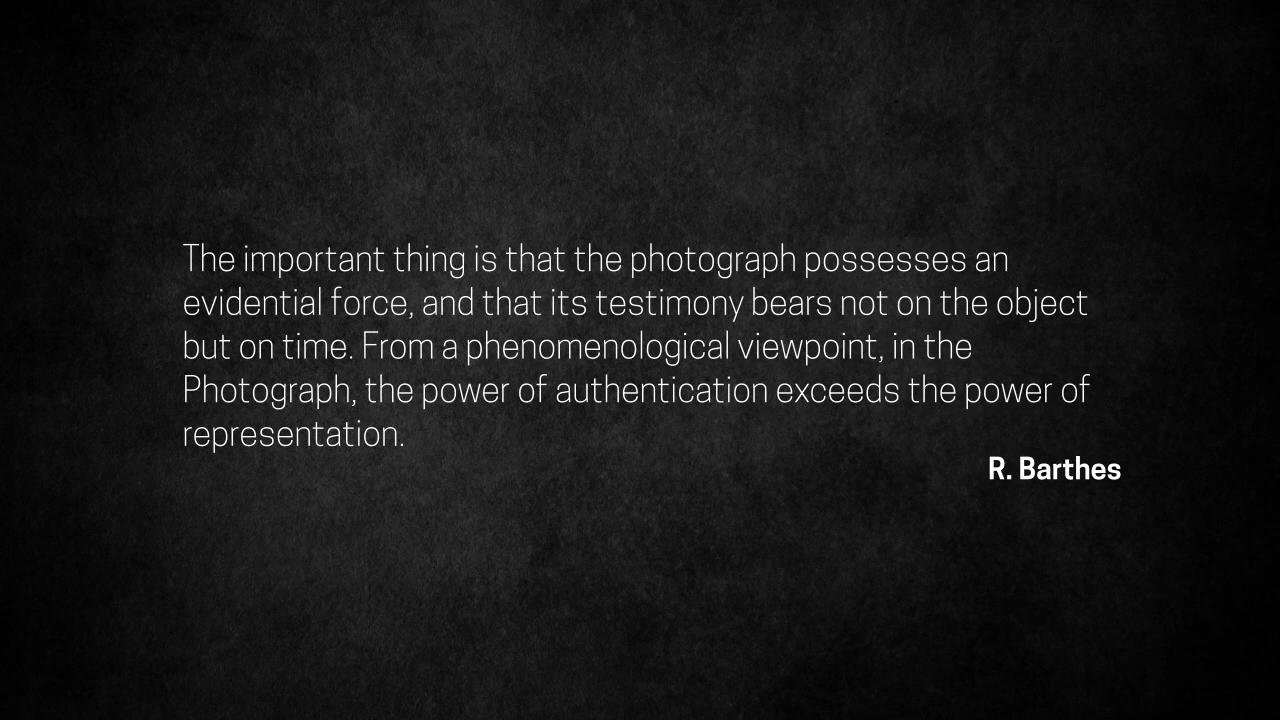 The important thing is that the photograph possesses an
evidential force, and that its testimony bears not on the object
but on time. From a phenomenological viewpoint, in the
Photograph, the power of authentication exceeds the power of
representation.
R. Barthes